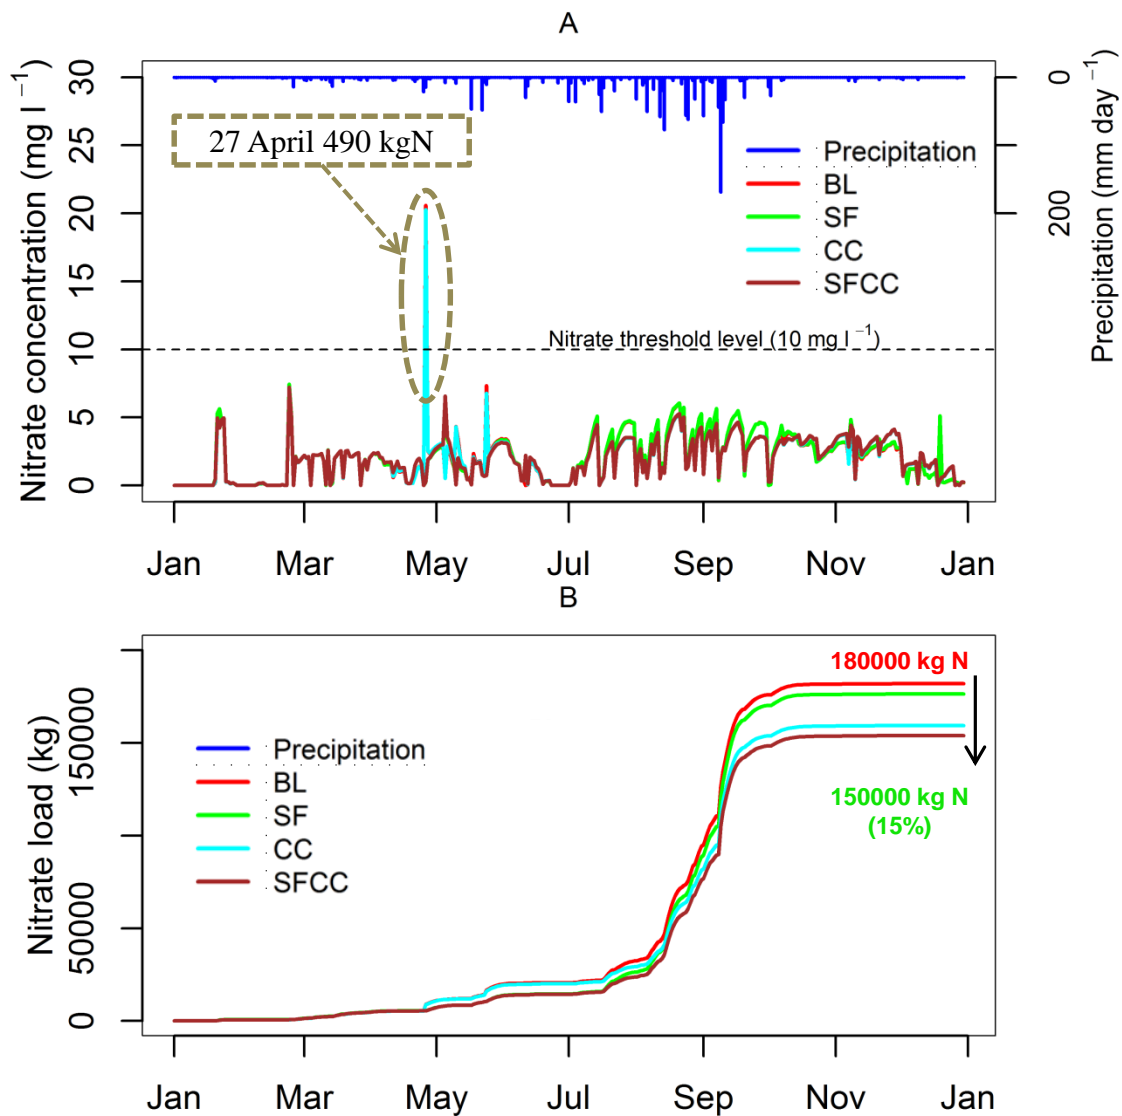 A
Nitrate concentration (mg l⁻¹)
30
25
20
15
10
5
0
27 April 490 kgN
Precipitation
BL
SF
CC
SFCC
Nitrate threshold level (10 mg l⁻¹)
0
200
Precipitation (mm day⁻¹)
Jan Mar May Jul Sep Nov Jan
B
Nitrate load (kg)
150000
50000
0
Precipitation
BL
SF
CC
SFCC
180000 kg N
150000 kg N
(15%)
Jan Mar May Jul Sep Nov Jan